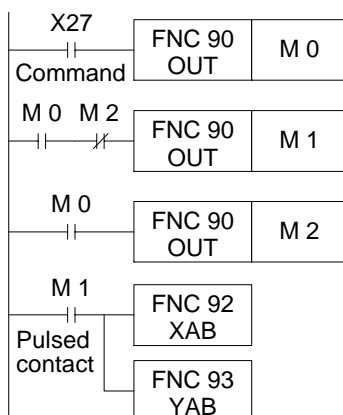 X27
FNC 90
OUT
M 0
Command
M 0 M 2
FNC 90
OUT
M 1
M 0
FNC 90
OUT
M 2
M 1
FNC 92
XAB
Pulsed
contact
FNC 93
YAB